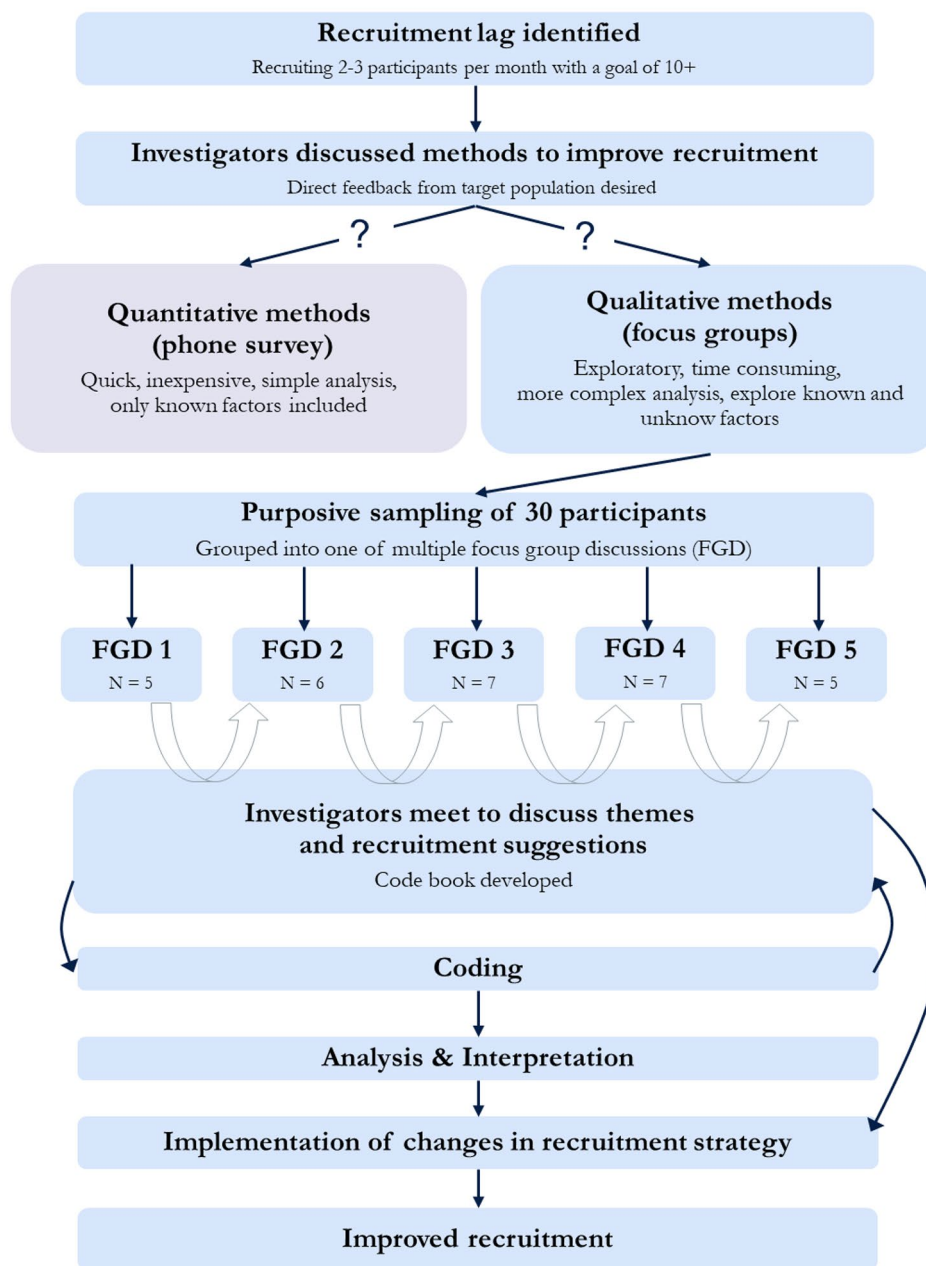 Recruitment lag identified
Recruiting 2-3 participants per month with a goal of 10+
Investigators discussed methods to improve recruitment
Direct feedback from target population desired
?
?
Quantitative methods
(phone survey)
Quick, inexpensive, simple analysis,
only known factors included
Qualitative methods
(focus groups)
Exploratory, time consuming,
more complex analysis, explore known and
unknow factors
Purposive sampling of 30 participants
Grouped into one of multiple focus group discussions (FGD)
FGD 1
N = 5
FGD 2
N = 6
FGD 3
N = 7
FGD 4
N = 7
FGD 5
N = 5
Investigators meet to discuss themes
and recruitment suggestions
Code book developed
Coding
Analysis & Interpretation
Implementation of changes in recruitment strategy
Improved recruitment